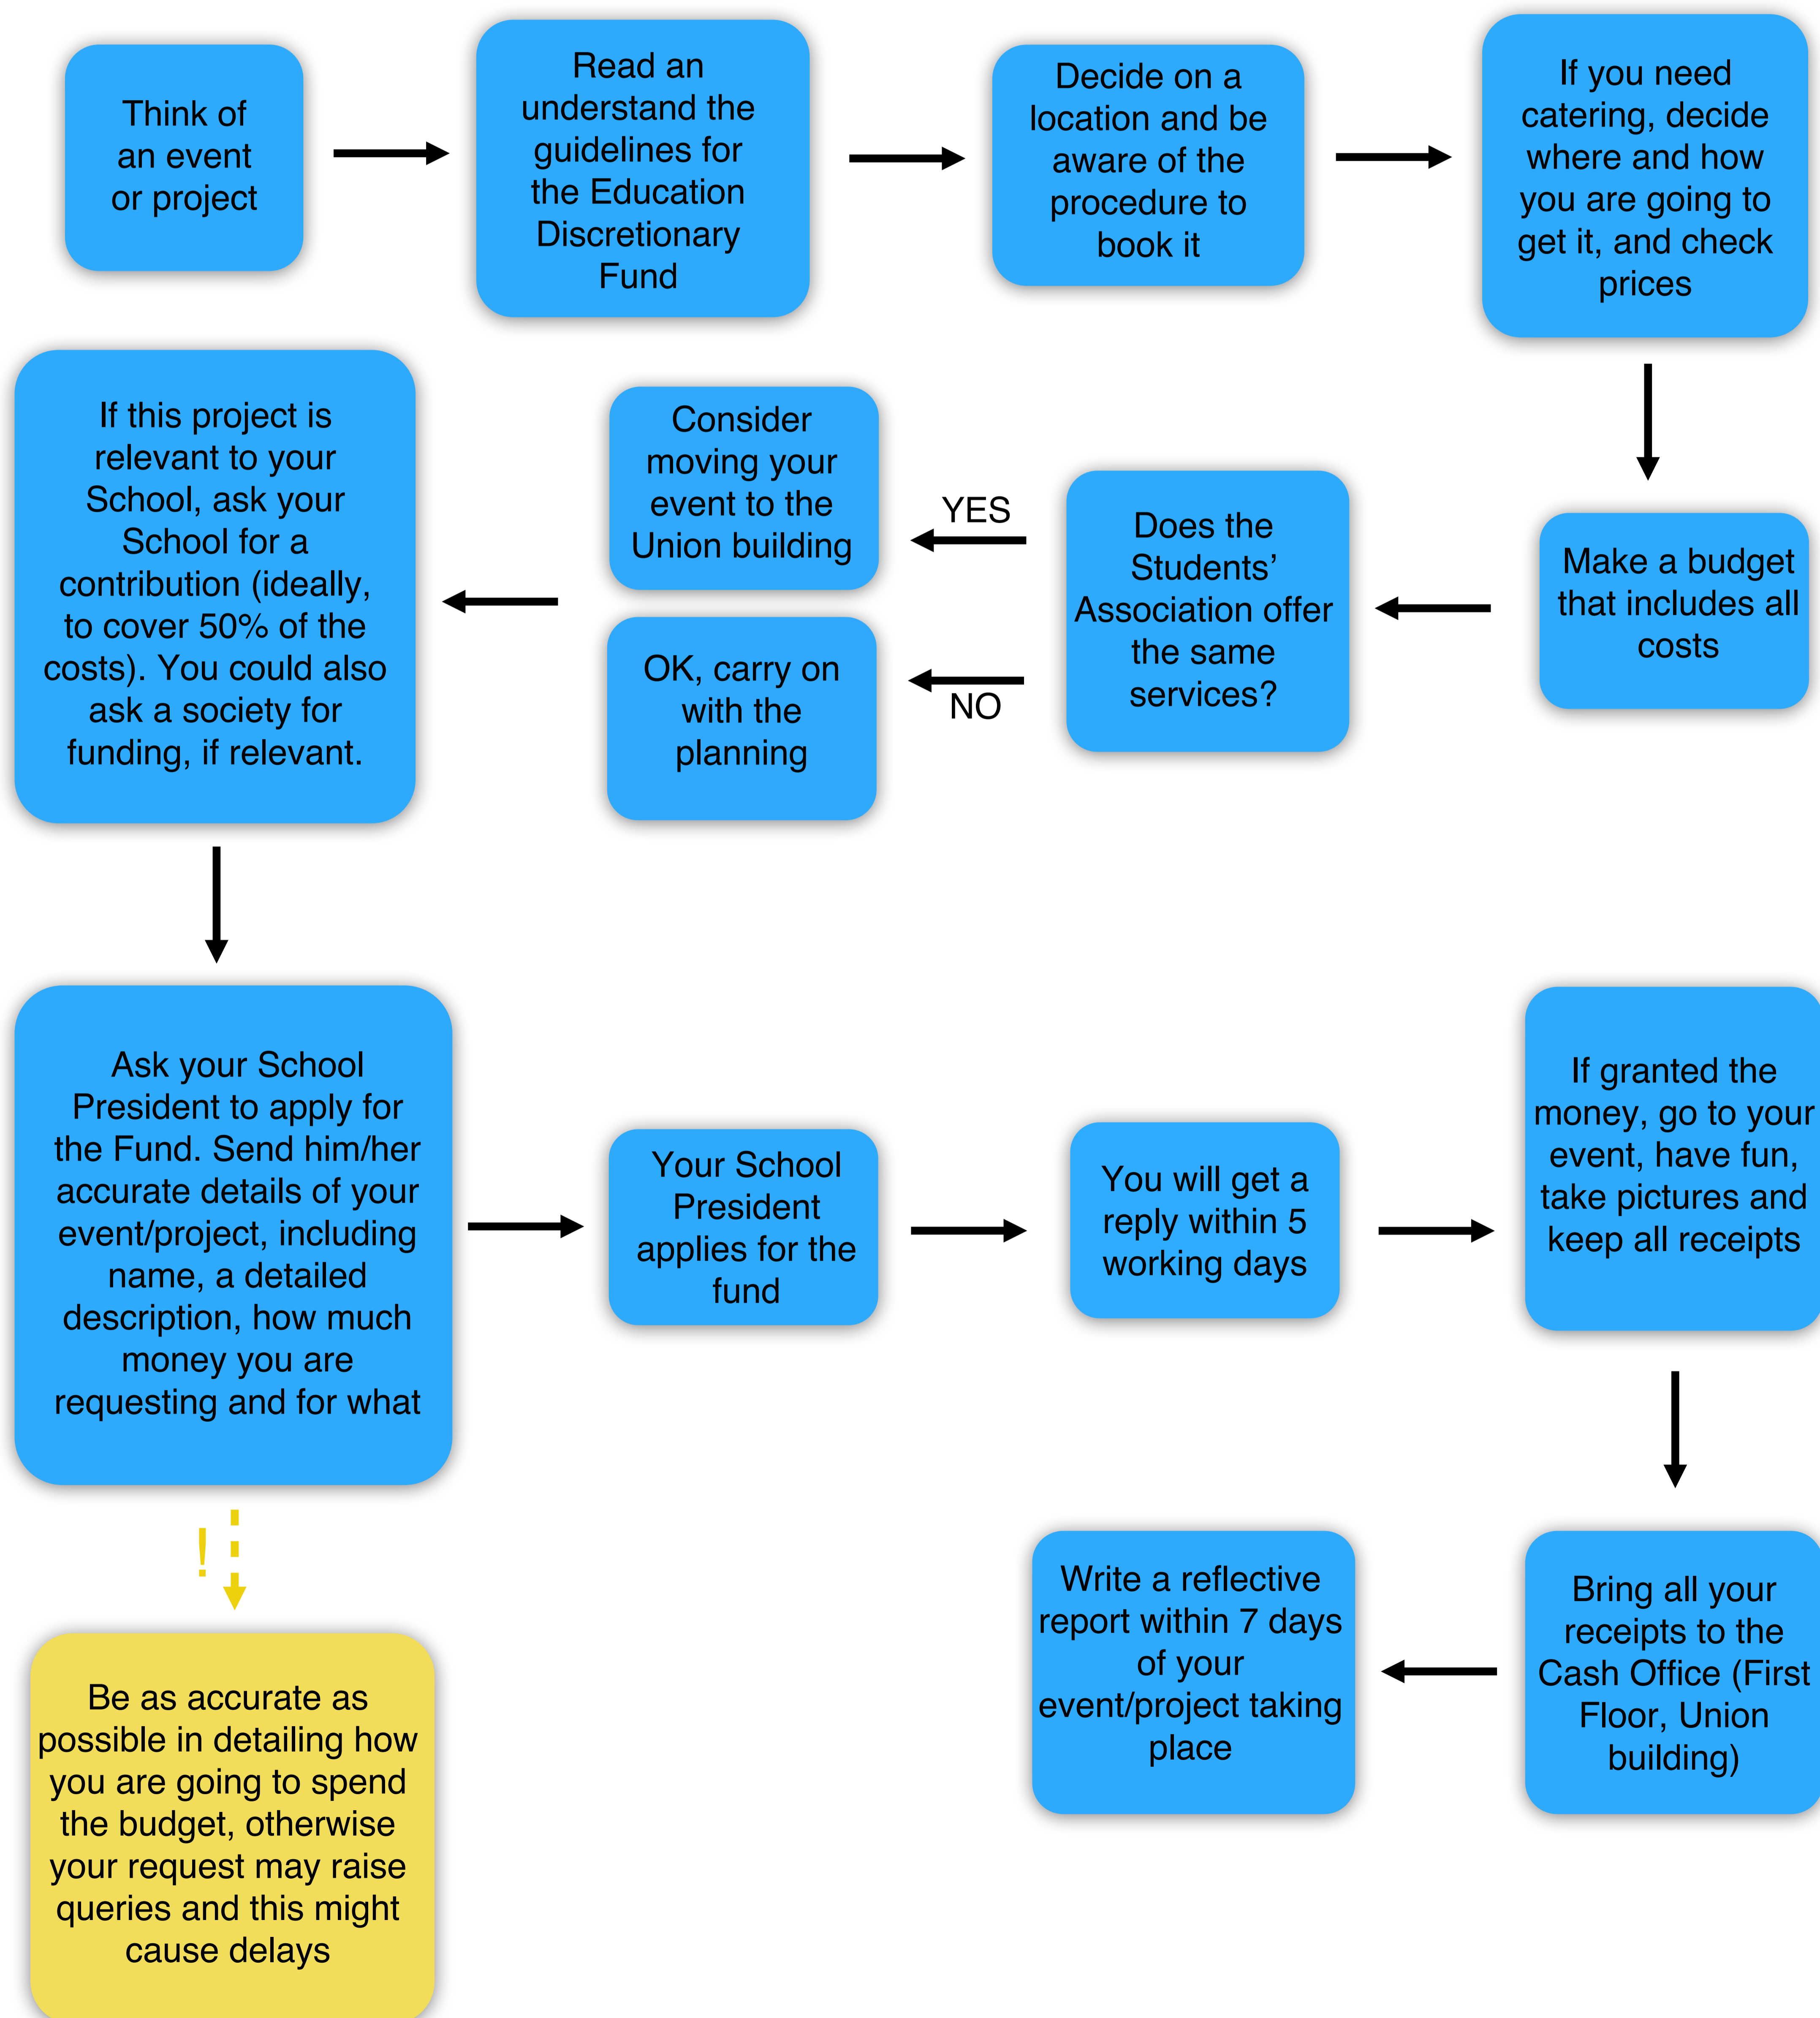 Think of
an event
or project
Read an
understand the
guidelines for
the Education
Discretionary
Fund
Decide on a
location and be
aware of the
procedure to
book it
If you need
catering, decide
where and how
you are going to
get it, and check
prices
Make a budget
that includes all
costs
Does the
Students’
Association offer
the same
services?
YES
NO
Consider
moving your
event to the
Union building
OK, carry on
with the
planning
If this project is
relevant to your
School, ask your
School for a
contribution (ideally,
to cover 50% of the
costs). You could also
ask a society for
funding, if relevant.
Ask your School
President to apply for
the Fund. Send him/her
accurate details of your
event/project, including
name, a detailed
description, how much
money you are
requesting and for what
!
Be as accurate as
possible in detailing how
you are going to spend
the budget, otherwise
your request may raise
queries and this might
cause delays
Your School
President
applies for the
fund
You will get a
reply within 5
working days
If granted the
money, go to your
event, have fun,
take pictures and
keep all receipts
Bring all your
receipts to the
Cash Office (First
Floor, Union
building)
Write a reflective
report within 7 days
of your
event/project taking
place